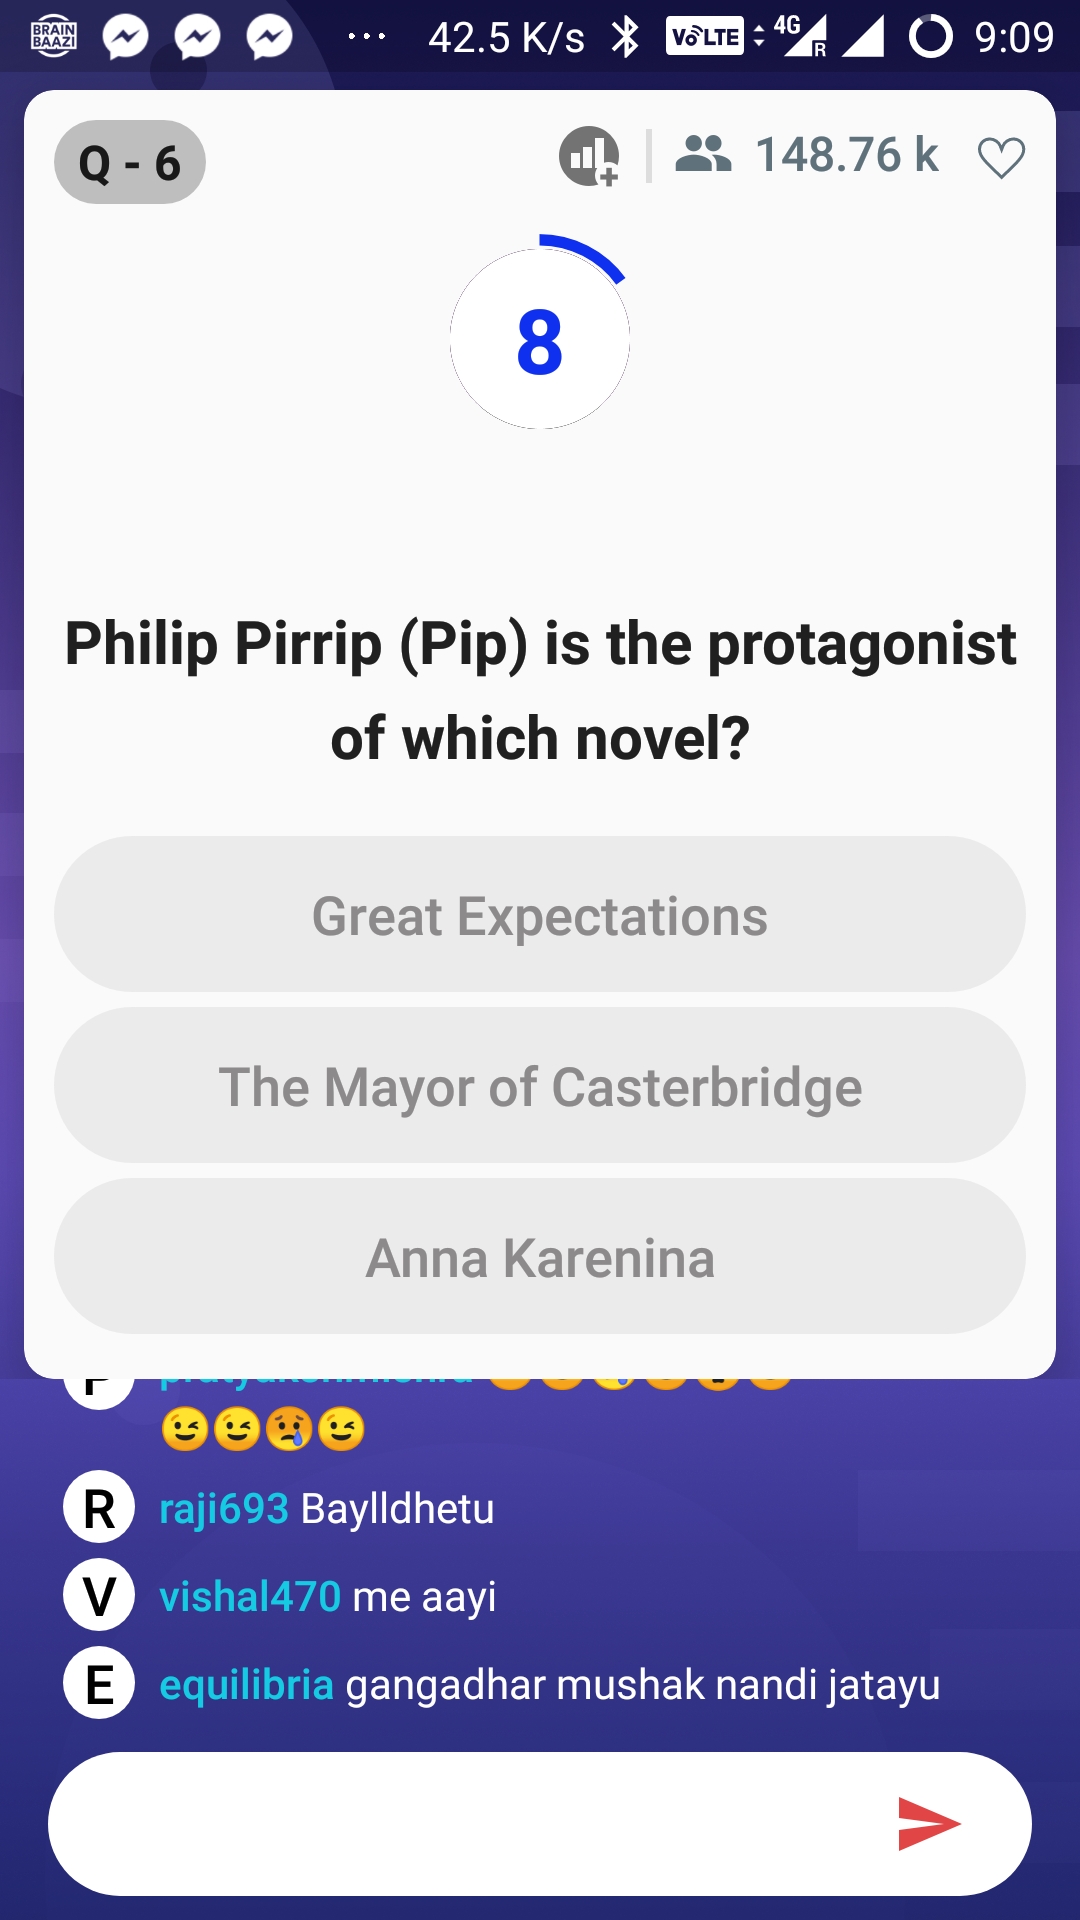 BRAIN BAAZI
42.5 K/s VoLTE 4G R 9:09
Q - 6
148.76 k
8
Philip Pirrip (Pip) is the protagonist
of which novel?
Great Expectations
The Mayor of Casterbridge
Anna Karenina
R raji693 Baylldhetu
V vishal470 me aayi
E equilibria gangadhar mushak nandi jatayu